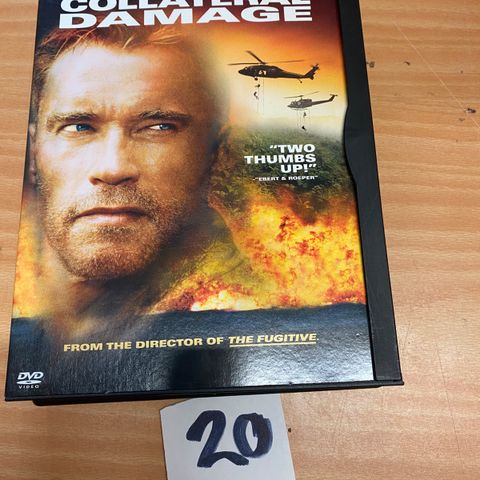 COLLATERAL
DAMAGE
"TWO
THUMBS
UP!"
-"EBERT & ROEPER"
FROM THE DIRECTOR OF THE FUGITIVE.
DVD
VIDEO
20